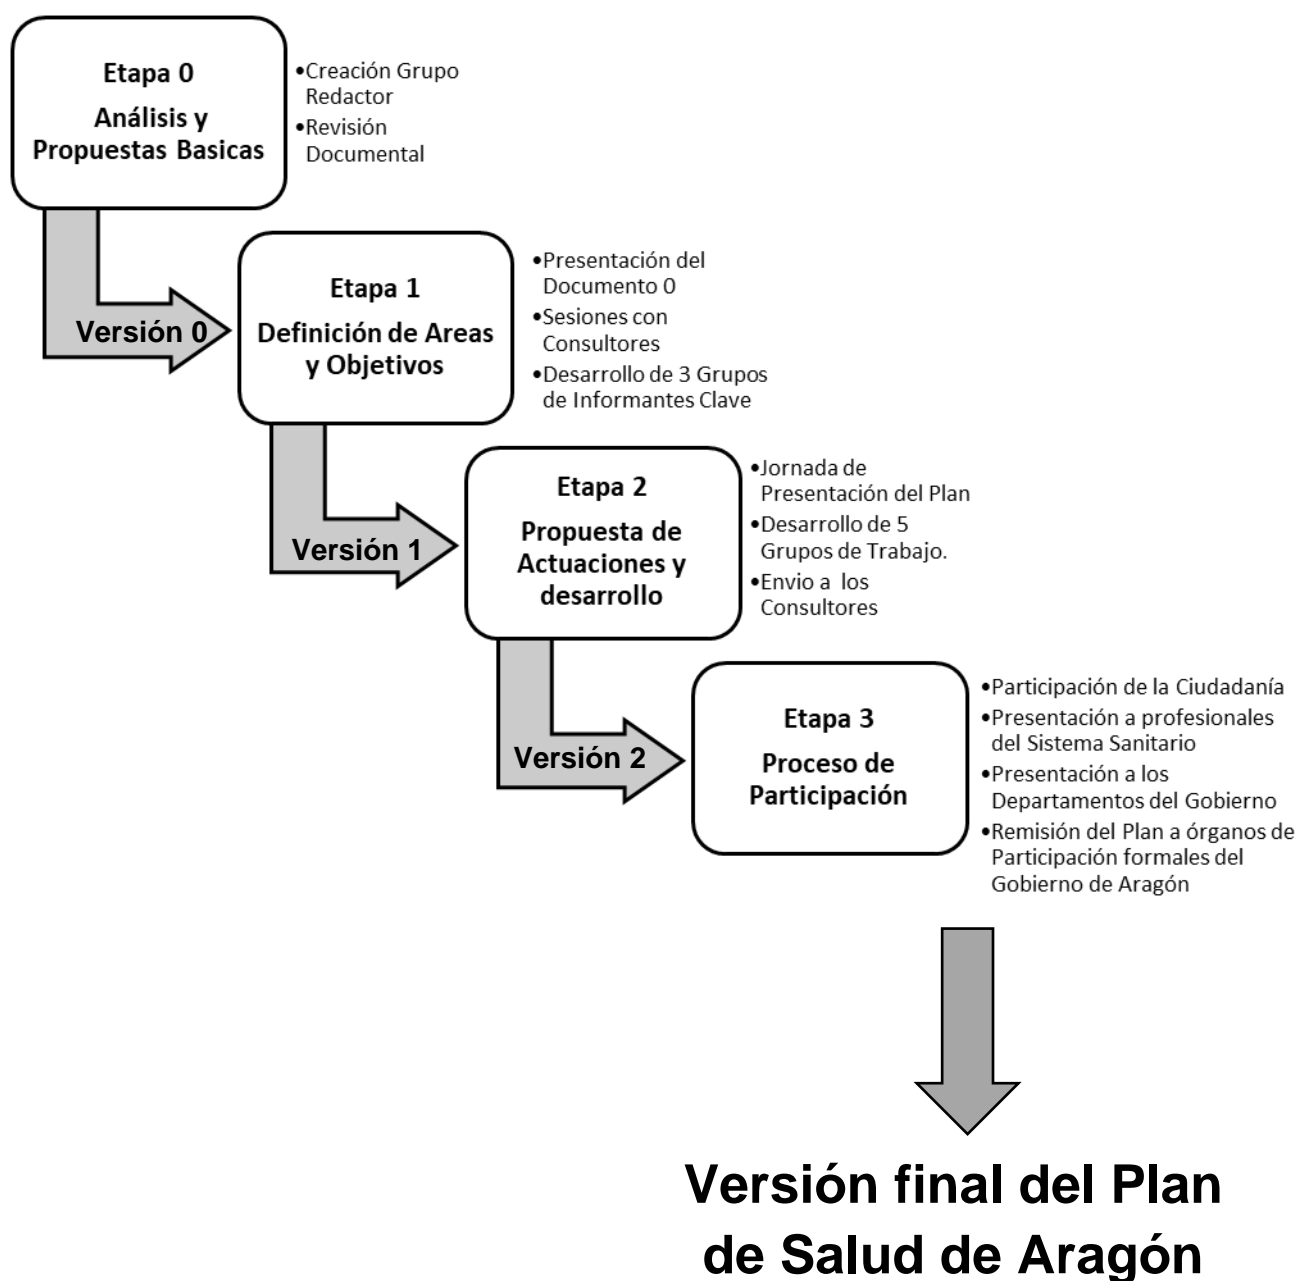 Etapa 0
Análisis y
Propuestas Basicas
•Creación Grupo
Redactor
•Revisión
Documental
Versión 0
Etapa 1
Definición de Areas
y Objetivos
•Presentación del
Documento 0
•Sesiones con
Consultores
•Desarrollo de 3 Grupos
de Informantes Clave
Versión 1
Etapa 2
Propuesta de
Actuaciones y
desarrollo
•Jornada de
Presentación del Plan
•Desarrollo de 5
Grupos de Trabajo.
•Envio a  los
Consultores
Versión 2
Etapa 3
Proceso de
Participación
•Participación de la Ciudadanía
•Presentación a profesionales
del Sistema Sanitario
•Presentación a los
Departamentos del Gobierno
•Remisión del Plan a órganos de
Participación formales del
Gobierno de Aragón
Versión final del Plan
de Salud de Aragón